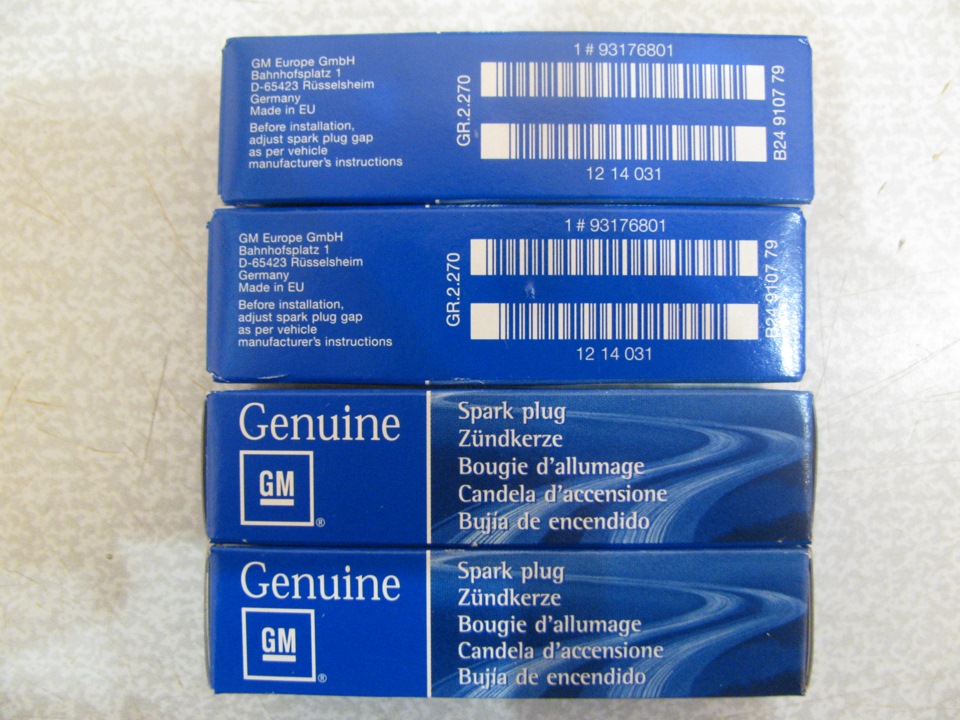 GM Europe GmbH
Bahnhofsplatz 1
D-65423 Rüsselsheim
Germany
Made in EU
Before installation,
adjust spark plug gap
as per vehicle
manufacturer's instructions
GR.2.270
1 # 93176801
12 14 031
B24 9107 79
GM Europe GmbH
Bahnhofsplatz 1
D-65423 Rüsselsheim
Germany
Made in EU
Before installation,
adjust spark plug gap
as per vehicle
manufacturer's instructions
GR.2.270
1 # 93176801
12 14 031
B24 9107 79
Genuine
GM
®
Spark plug
Zündkerze
Bougie d'allumage
Candela d'accensione
Bujía de encendido
Genuine
GM
®
Spark plug
Zündkerze
Bougie d'allumage
Candela d'accensione
Bujía de encendido